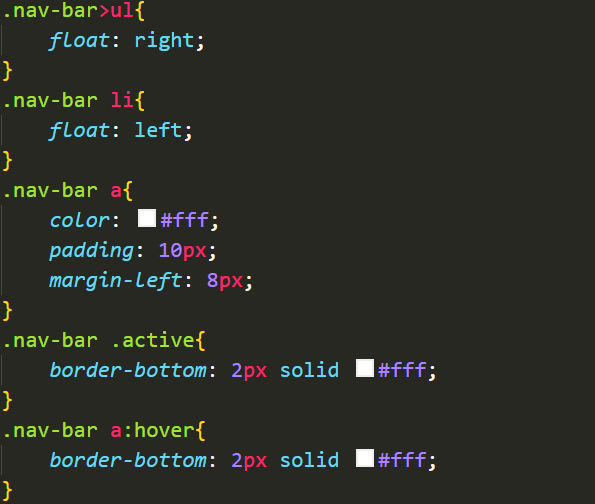 .nav-bar>ul{
    float: right;
}
.nav-bar li{
    float: left;
}
.nav-bar a{
    color: #fff;
    padding: 10px;
    margin-left: 8px;
}
.nav-bar .active{
    border-bottom: 2px solid #fff;
}
.nav-bar a:hover{
    border-bottom: 2px solid #fff;
}